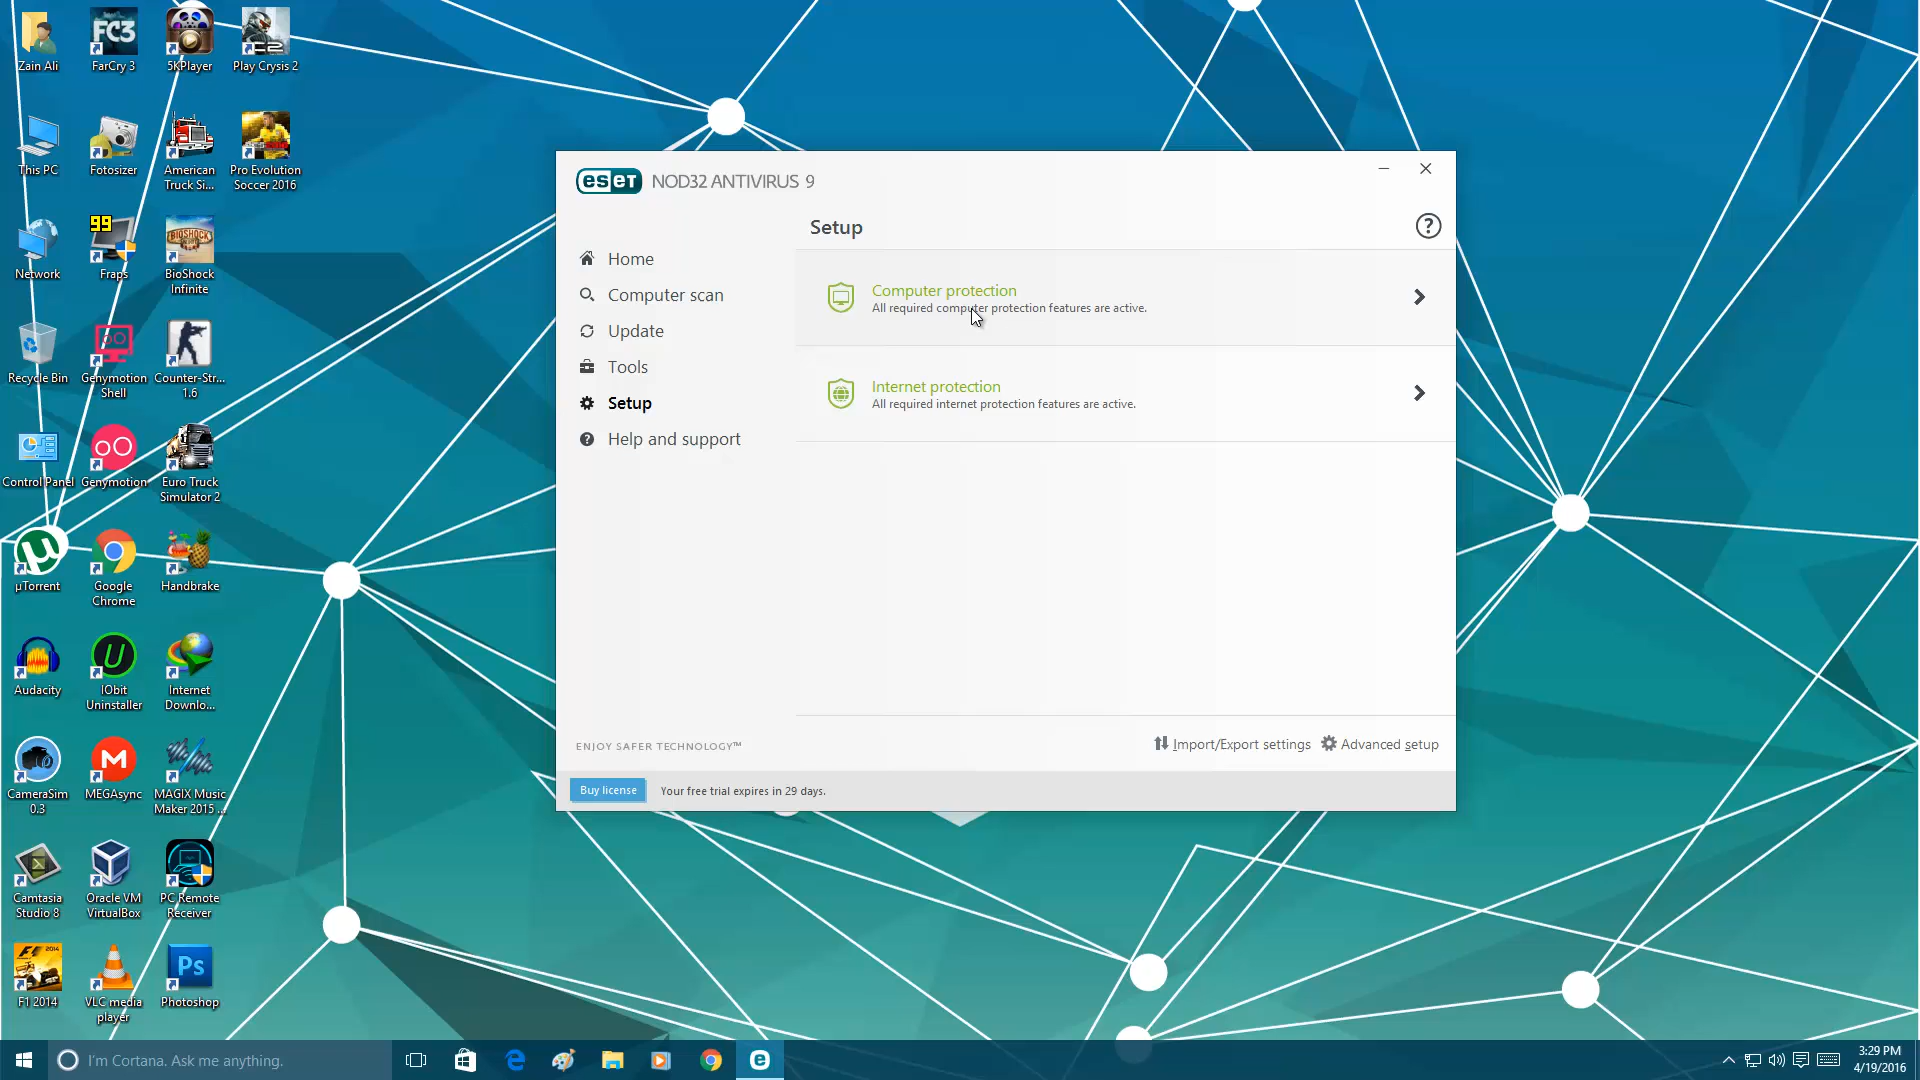 Zain Ali
FarCry 3
5KPlayer
Play Crysis 2
This PC
Fotosizer
American
Truck Si...
Pro Evolution
Soccer 2016
Network
99
Fraps
BioShock
Infinite
Recycle Bin
Genymotion
Shell
Counter-Str...
1.6
Control Panel
Genymotion
Euro Truck
Simulator 2
µTorrent
Google
Chrome
Handbrake
Audacity
IObit
Uninstaller
Internet
Downlo...
CameraSim
0.3
MEGAsync
MAGIX Music
Maker 2015 ...
Camtasia
Studio 8
Oracle VM
VirtualBox
PC Remote
Receiver
F1 2014
VLC media
player
Photoshop
eset NOD32 ANTIVIRUS 9
Home
Computer scan
Update
Tools
Setup
Help and support
Setup
?
Computer protection
All required computer protection features are active.
Internet protection
All required internet protection features are active.
ENJOY SAFER TECHNOLOGY™
Import/Export settings
Advanced setup
Buy license
Your free trial expires in 29 days.
I'm Cortana. Ask me anything.
3:29 PM
4/19/2016